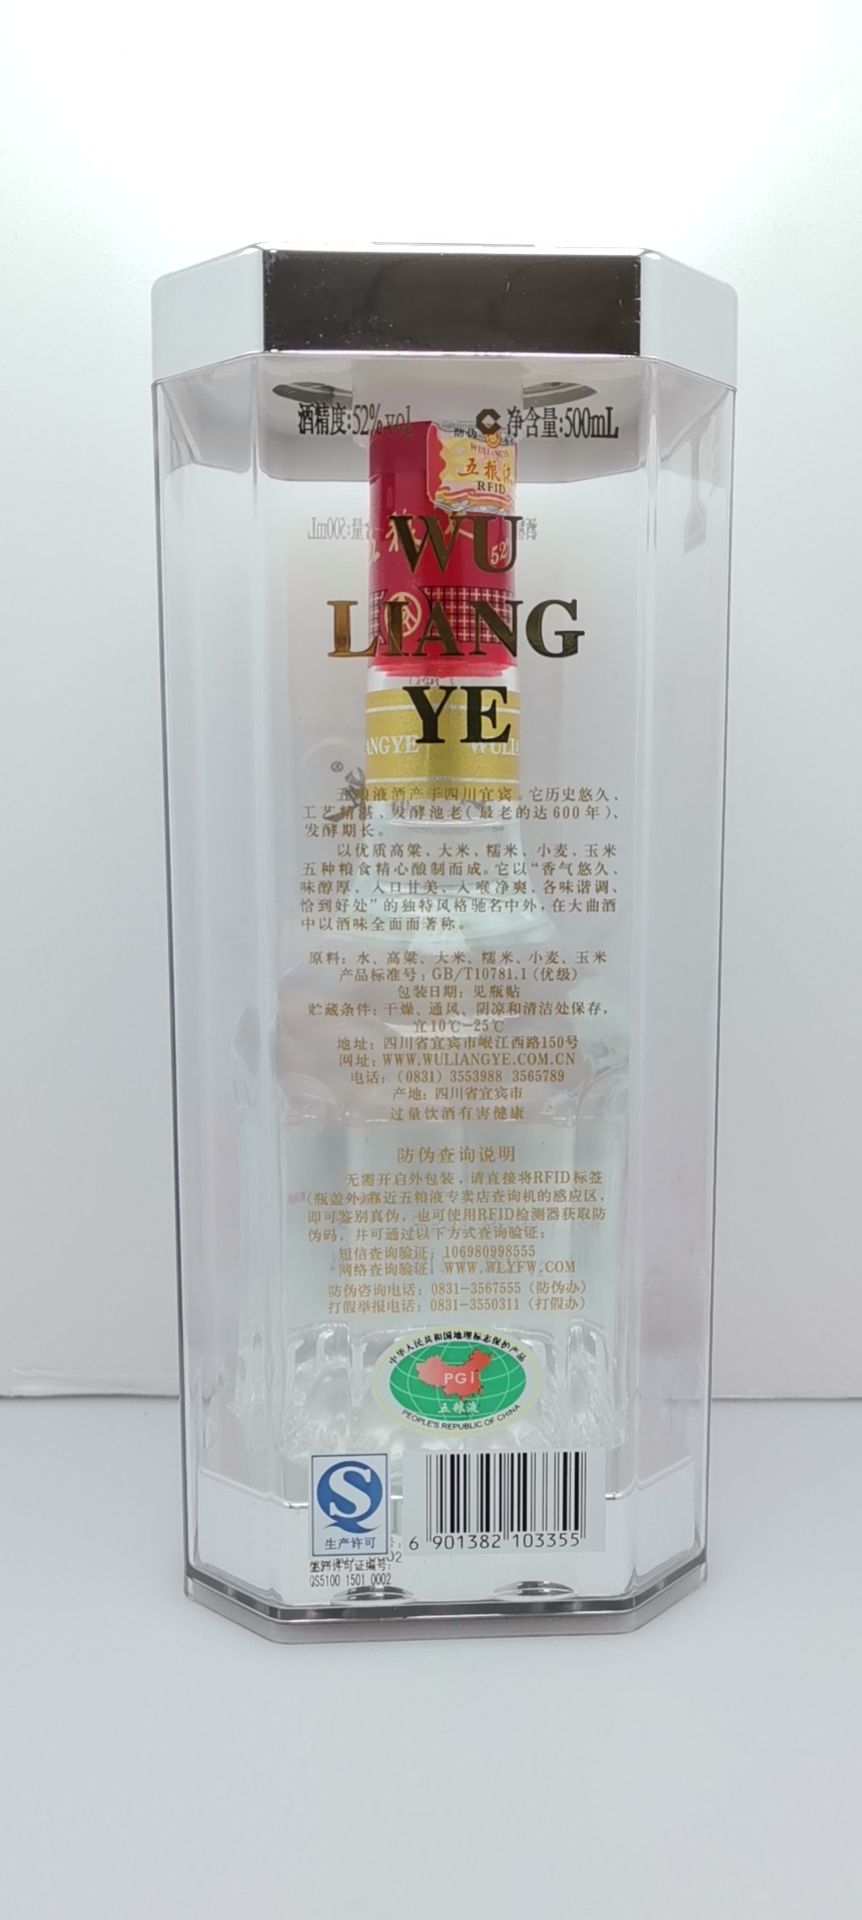 酒精度:52%vol
净含量:500mL
防伪
WULIANGYE
五粮液
RFID
52%
WU
LIANG
YE
ANGYE WULIA
五粮液酒产于四川宜宾。它历史悠久、
工艺精湛、发酵池老(最老的达600年)、
发酵期长。
以优质高粱、大米、糯米、小麦、玉米
五种粮食精心酿制而成。它以“香气悠久、
味醇厚、入口甘美、入喉净爽、各味谐调、
恰到好处”的独特风格驰名中外，在大曲酒
中以酒味全面而著称。
原料：水、高粱、大米、糯米、小麦、玉米
产品标准号：GB/T10781.1(优级)
包装日期：见瓶贴
贮藏条件：干燥、通风、阴凉和清洁处保存，
宜10℃-25℃
地址：四川省宜宾市岷江西路150号
网址：WWW.WULIANGYE.COM.CN
电话：(0831) 3553988 3565789
产地：四川省宜宾市
过量饮酒有害健康
防伪查询说明
无需开启外包装，请直接将RFID标签
(瓶盖外)靠近五粮液专卖店查询机的感应区，
即可鉴别真伪，也可使用RFID检测器获取防
伪码，并可通过以下方式查询验证：
短信查询验证：106980998555
网络查询验证：WWW.WLYFW.COM
防伪咨询电话：0831-3567555 (防伪办)
打假举报电话：0831-3550311 (打假办)
中华人民共和国地理标志保护产品
PGI
五粮液
PEOPLE'S REPUBLIC OF CHINA
生产许可
生产许可证编号:
QS5100 1501 0002
6 901382 103355